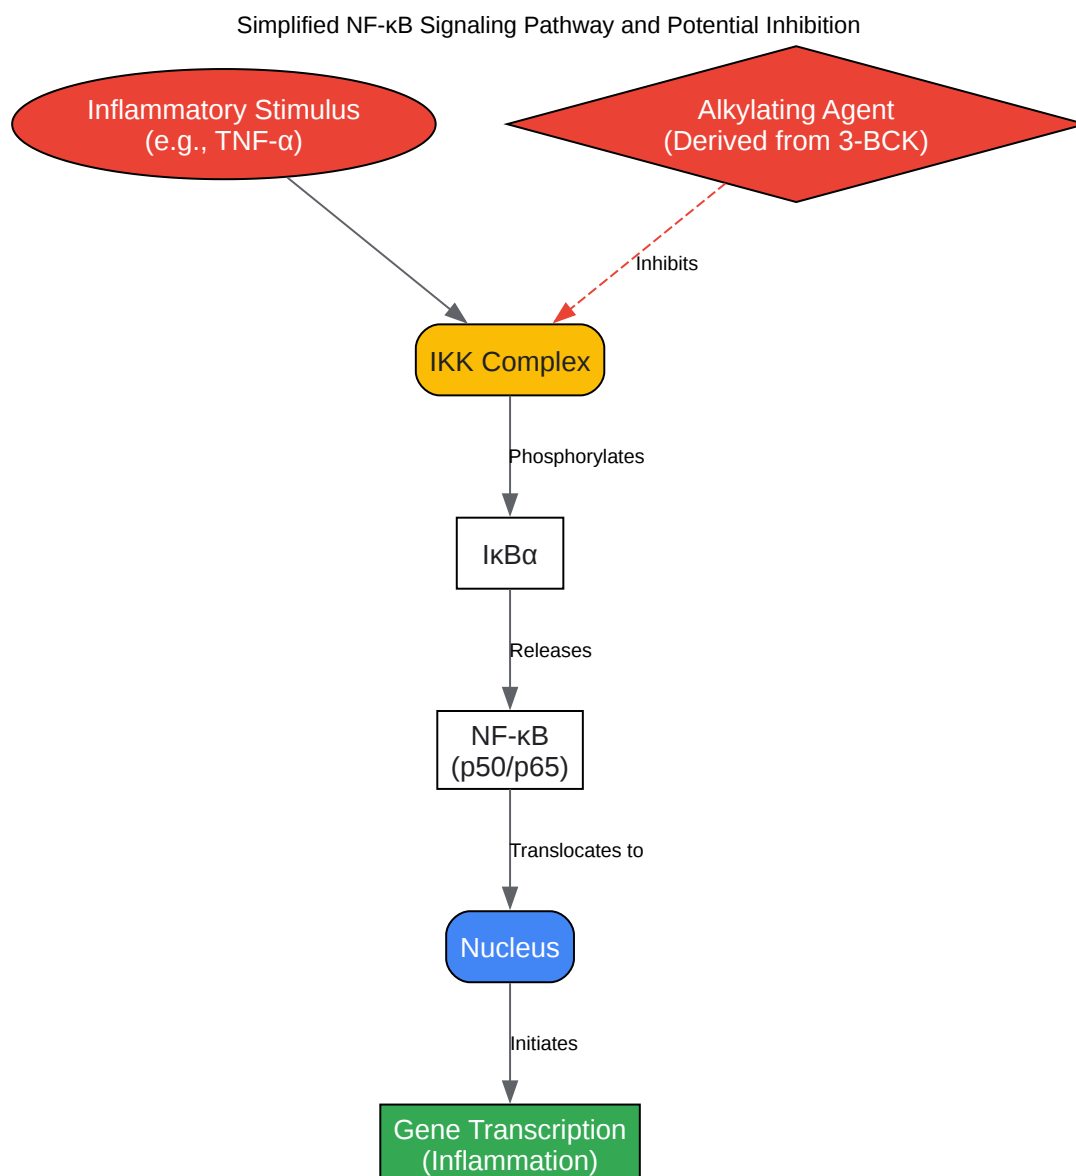 Simplified NF-κB Signaling Pathway and Potential Inhibition
Inflammatory Stimulus
(e.g., TNF-α)
Alkylating Agent
(Derived from 3-BCK)
Inhibits
IKK Complex
Phosphorylates
IκBα
Releases
NF-κB
(p50/p65)
Translocates to
Nucleus
Initiates
Gene Transcription
(Inflammation)